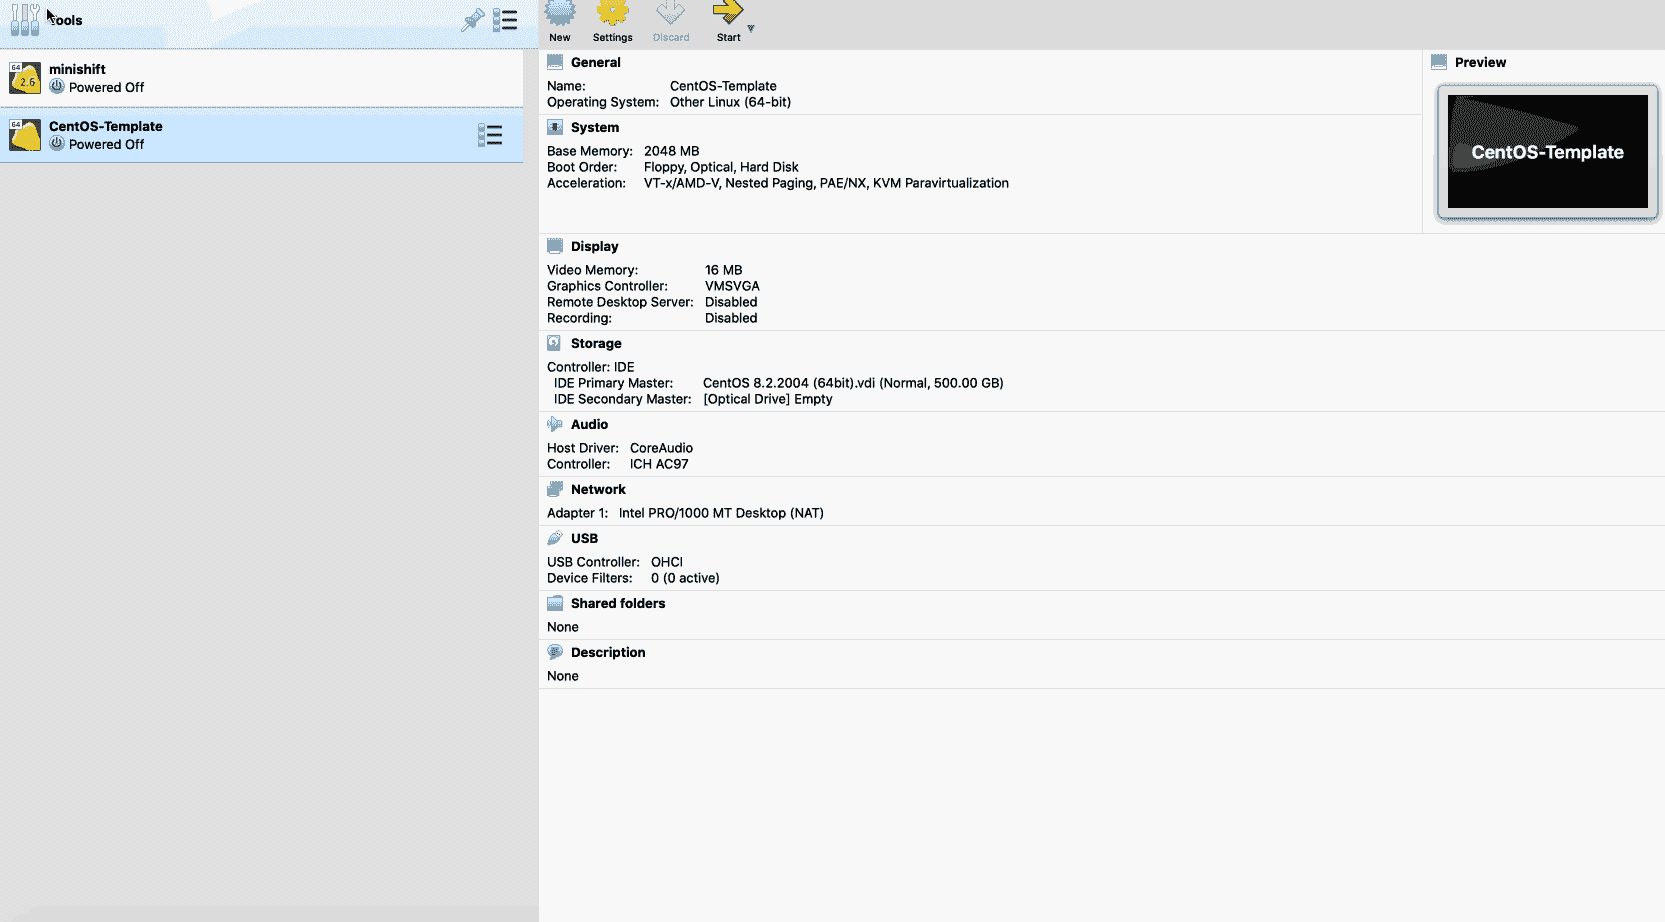 Tools
64
2.6
minishift
Powered Off
64
CentOS-Template
Powered Off
New
Settings
Discard
Start
General
Name: CentOS-Template
Operating System: Other Linux (64-bit)
System
Base Memory: 2048 MB
Boot Order: Floppy, Optical, Hard Disk
Acceleration: VT-x/AMD-V, Nested Paging, PAE/NX, KVM Paravirtualization
Preview
CentOS-Template
Display
Video Memory: 16 MB
Graphics Controller: VMSVGA
Remote Desktop Server: Disabled
Recording: Disabled
Storage
Controller: IDE
IDE Primary Master: CentOS 8.2.2004 (64bit).vdi (Normal, 500.00 GB)
IDE Secondary Master: [Optical Drive] Empty
Audio
Host Driver: CoreAudio
Controller: ICH AC97
Network
Adapter 1: Intel PRO/1000 MT Desktop (NAT)
USB
USB Controller: OHCI
Device Filters: 0 (0 active)
Shared folders
None
Description
None